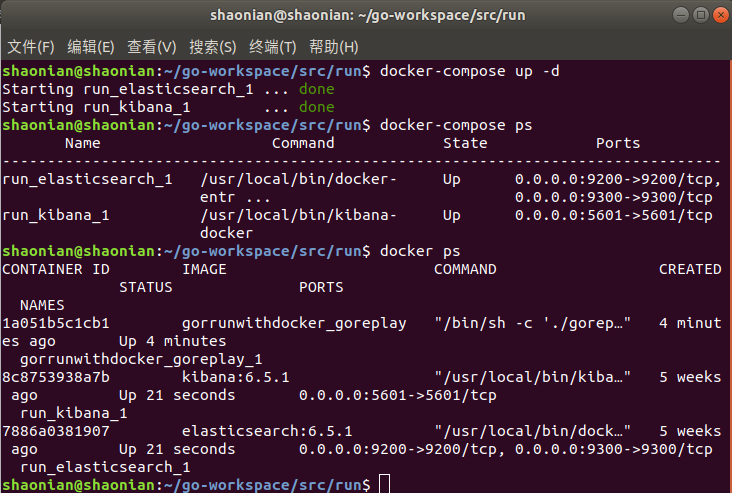 shaonian@shaonian: ~/go-workspace/src/run
文件(F) 编辑(E) 查看(V) 搜索(S) 终端(T) 帮助(H)
shaonian@shaonian:~/go-workspace/src/run$ docker-compose up -d
Starting run_elasticsearch_1 ... done
Starting run_kibana_1        ... done
shaonian@shaonian:~/go-workspace/src/run$ docker-compose ps
       Name                      Command               State            Ports
--------------------------------------------------------------------------------
run_elasticsearch_1   /usr/local/bin/docker-     Up      0.0.0.0:9200->9200/tcp,
                      entr ...                           0.0.0.0:9300->9300/tcp
run_kibana_1          /usr/local/bin/kibana-     Up      0.0.0.0:5601->5601/tcp
                      docker
shaonian@shaonian:~/go-workspace/src/run$ docker ps
CONTAINER ID        IMAGE                       COMMAND                  CREATED
             STATUS              PORTS
  NAMES
1a051b5c1cb1        gorrunwithdocker_goreplay   "/bin/sh -c './gorep…"   4 minut
es ago       Up 4 minutes
  gorrunwithdocker_goreplay_1
8c8753938a7b        kibana:6.5.1                "/usr/local/bin/kiba…"   5 weeks
 ago         Up 21 seconds       0.0.0.0:5601->5601/tcp
  run_kibana_1
7886a0381907        elasticsearch:6.5.1         "/usr/local/bin/dock…"   5 weeks
 ago         Up 21 seconds       0.0.0.0:9200->9200/tcp, 0.0.0.0:9300->9300/tcp
  run_elasticsearch_1
shaonian@shaonian:~/go-workspace/src/run$